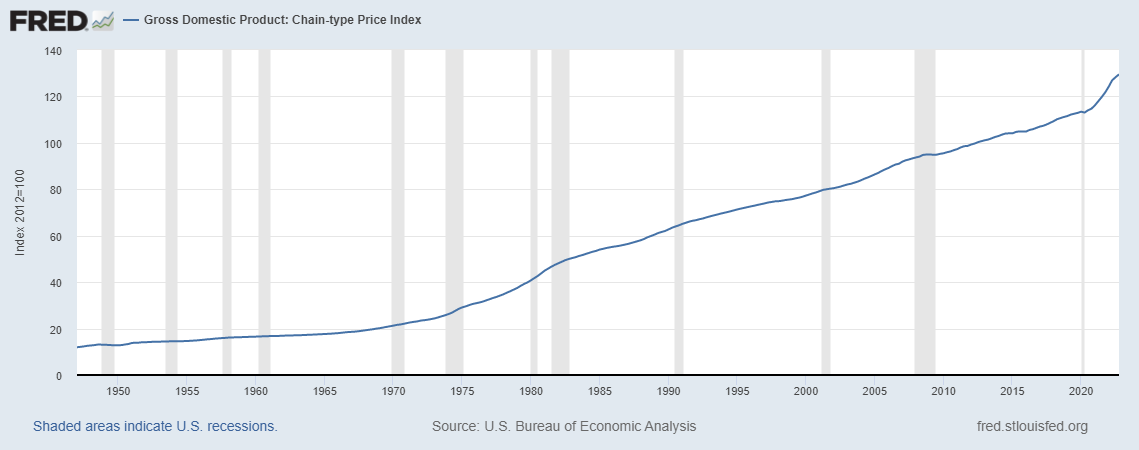 FRED
Gross Domestic Product: Chain-type Price Index
140
120
100
80
60
40
20
0
Index 2012=100
1950 1955 1960 1965 1970 1975 1980 1985 1990 1995 2000 2005 2010 2015 2020
Shaded areas indicate U.S. recessions. Source: U.S. Bureau of Economic Analysis fred.stlouisfed.org